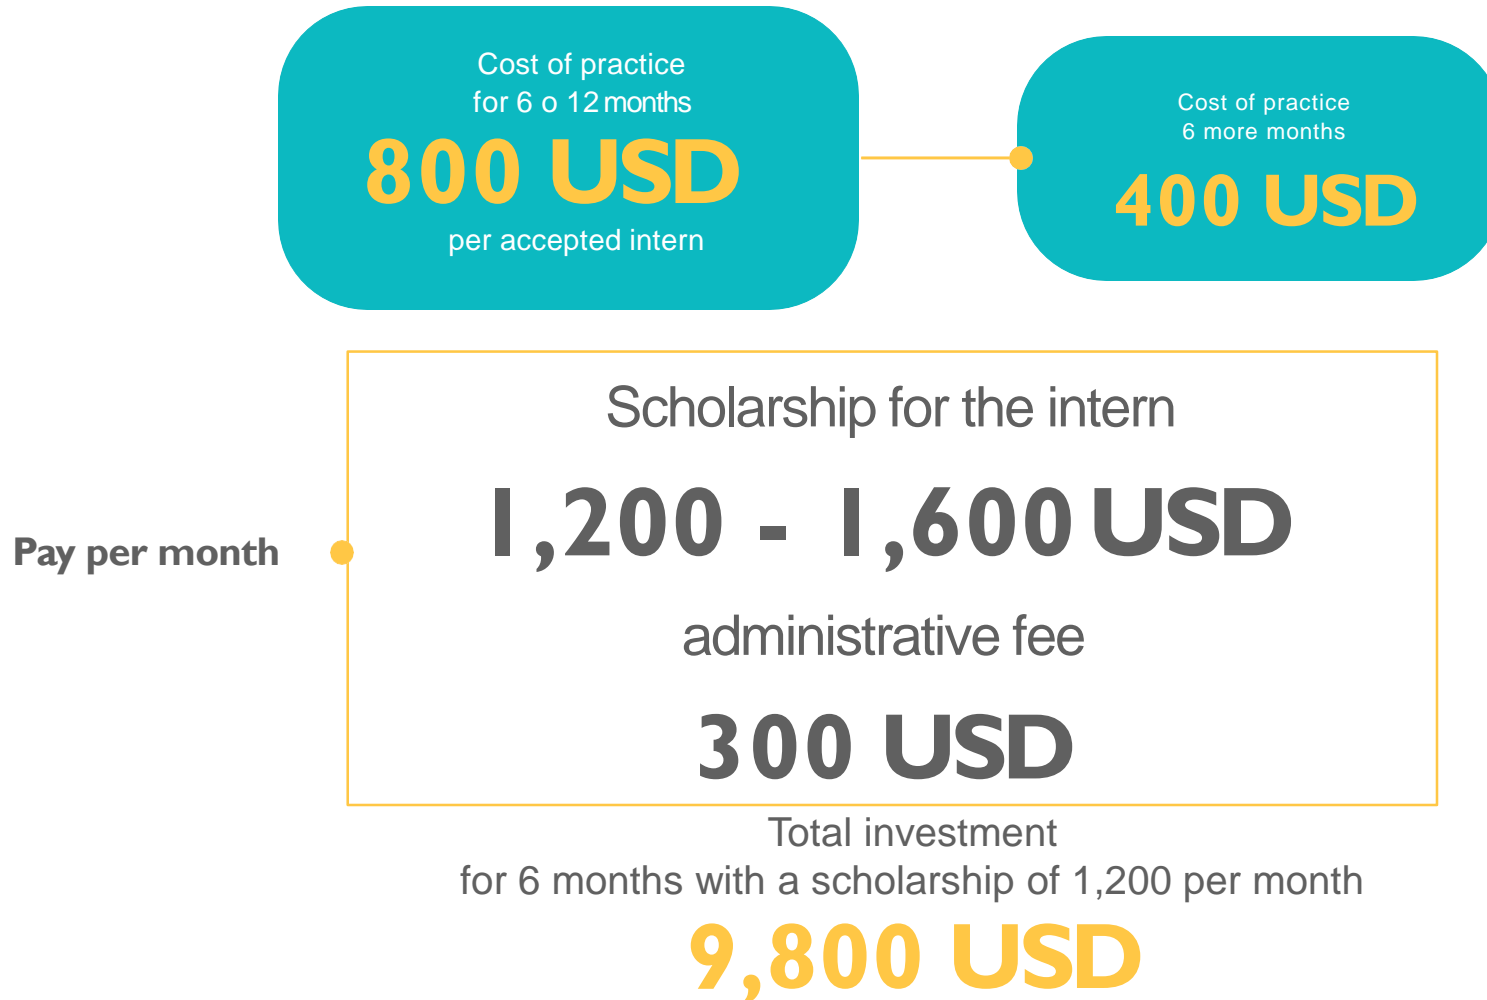 Cost of practice
for 6 o 12 months
800 USD
per accepted intern
Cost of practice
6 more months
400 USD
Pay per month
Scholarship for the intern
1,200 - 1,600 USD
administrative fee
300 USD
Total investment
for 6 months with a scholarship of 1,200 per month
9,800 USD